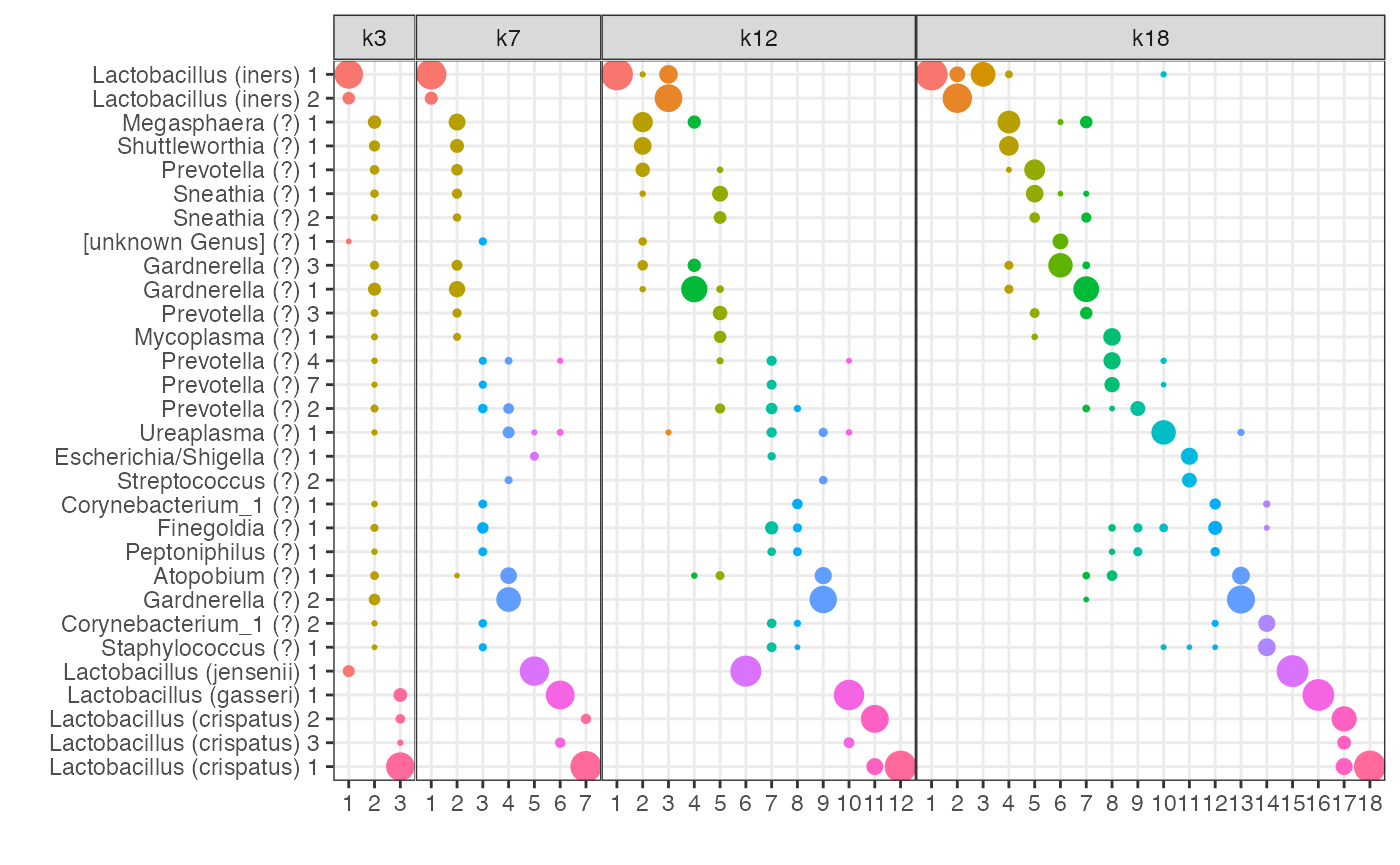 k3 k7 k12 k18
Lactobacillus (iners) 1
Lactobacillus (iners) 2
Megasphaera (?) 1
Shuttleworthia (?) 1
Prevotella (?) 1
Sneathia (?) 1
Sneathia (?) 2
[unknown Genus] (?) 1
Gardnerella (?) 3
Gardnerella (?) 1
Prevotella (?) 3
Mycoplasma (?) 1
Prevotella (?) 4
Prevotella (?) 7
Prevotella (?) 2
Ureaplasma (?) 1
Escherichia/Shigella (?) 1
Streptococcus (?) 2
Corynebacterium_1 (?) 1
Finegoldia (?) 1
Peptoniphilus (?) 1
Atopobium (?) 1
Gardnerella (?) 2
Corynebacterium_1 (?) 2
Staphylococcus (?) 1
Lactobacillus (jensenii) 1
Lactobacillus (gasseri) 1
Lactobacillus (crispatus) 2
Lactobacillus (crispatus) 3
Lactobacillus (crispatus) 1
1 2 3 1 2 3 4 5 6 7 1 2 3 4 5 6 7 8 9 10 11 12 1 2 3 4 5 6 7 8 9 10 11 12 13 14 15 16 17 18